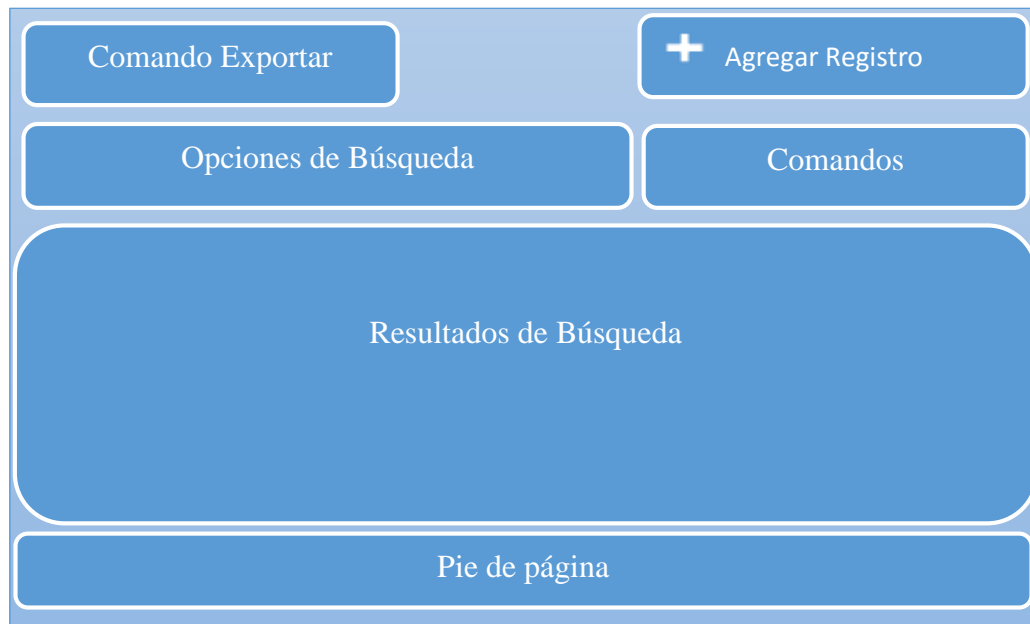 Comando Exportar
Agregar Registro
Opciones de Búsqueda
Comandos
Resultados de Búsqueda
Pie de página